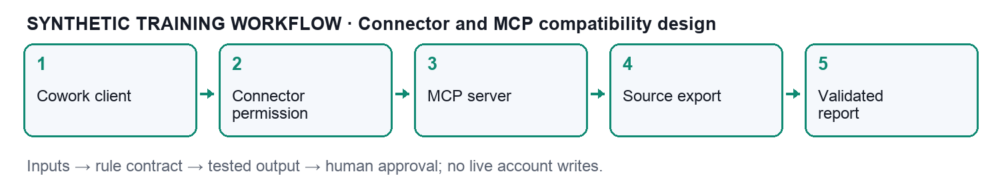 SYNTHETIC TRAINING WORKFLOW · Connector and MCP compatibility design
1
Cowork client
2
Connector
permission
3
MCP server
4
Source export
5
Validated
report
Inputs → rule contract → tested output → human approval; no live account writes.